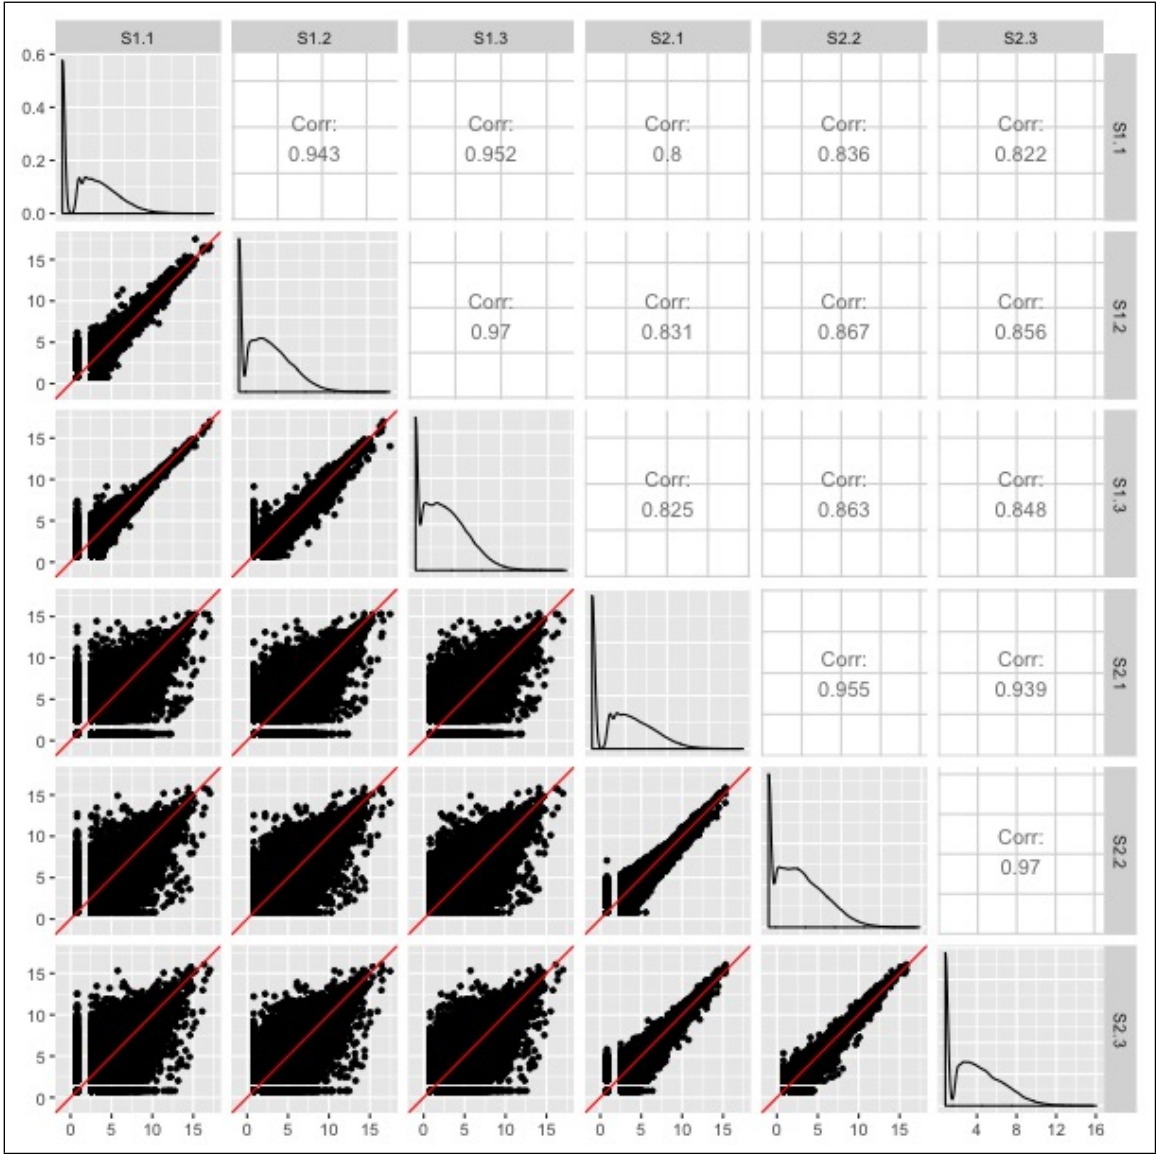 S1.1 S1.2 S1.3 S2.1 S2.2 S2.3
0.6
0.4
0.2
0.0
Corr:
0.943
Corr:
0.952
Corr:
0.8
Corr:
0.836
Corr:
0.822
S1.1
15
10
5
0
Corr:
0.97
Corr:
0.831
Corr:
0.867
Corr:
0.856
S1.2
15
10
5
0
Corr:
0.825
Corr:
0.863
Corr:
0.848
S1.3
15
10
5
0
Corr:
0.955
Corr:
0.939
S2.1
15
10
5
0
Corr:
0.97
S2.2
15
10
5
0
S2.3
0 5 10 15 0 5 10 15 0 5 10 15 0 5 10 15 0 5 10 15 4 8 12 16